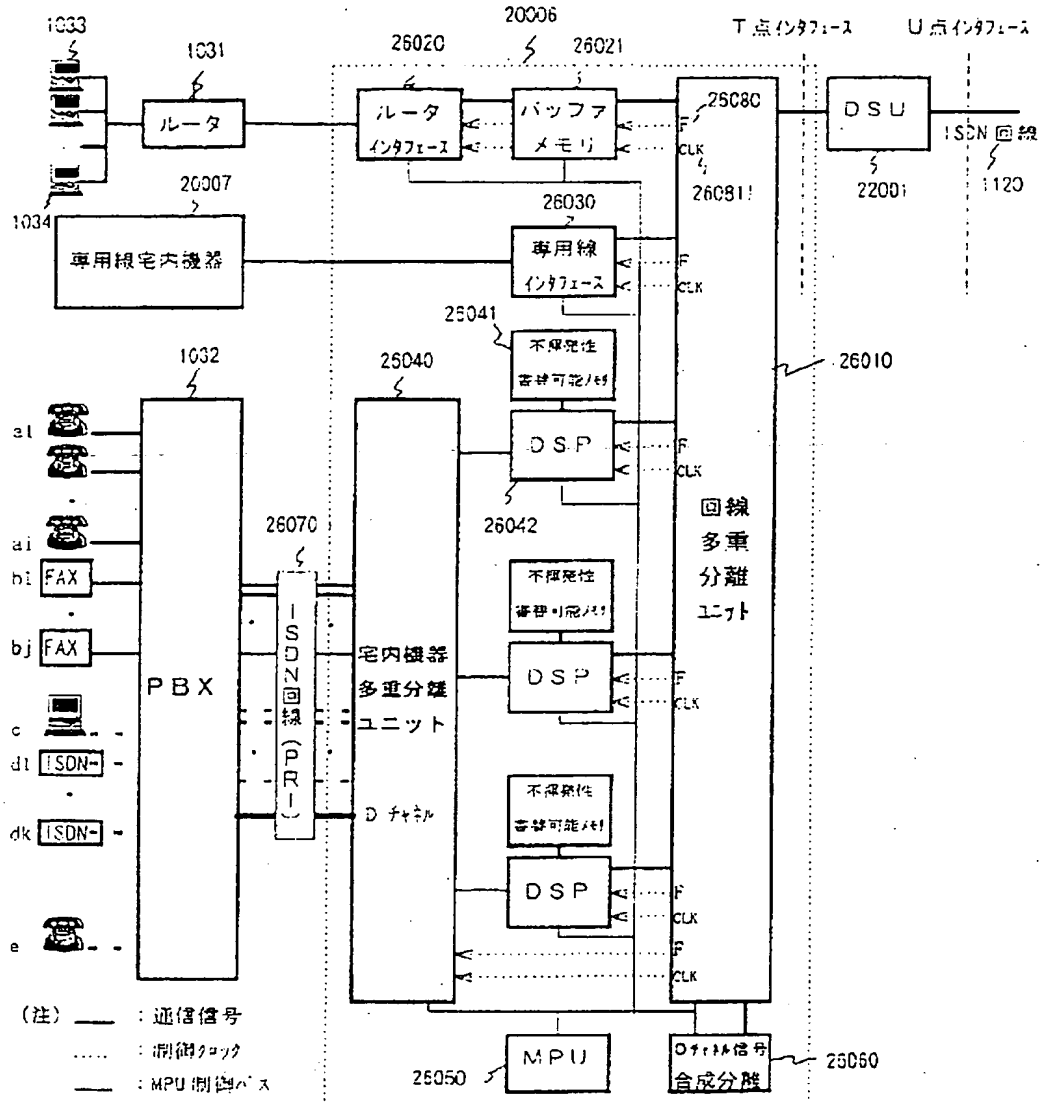 1033
1031
20006
26020
26021
T点インタフェース
U点インタフェース
ルータ
ルータ
インタフェース
バッファ
メモリ
F
CLK
26080
26081
DSU
ISDN回線
1034
20007
22001
1120
専用線宅内機器
26030
専用線
インタフェース
F
CLK
26041
不揮発性
書替可能メモリ
1032
26040
26010
a1
DSP
F
CLK
26042
ai
26070
回線
多重
分離
ユニット
b1
FAX
不揮発性
書替可能メモリ
bj
FAX
PBX
ISDN回線(PRI)
宅内機器
多重分離
ユニット
DSP
F
CLK
c
d1
ISDN
不揮発性
書替可能メモリ
dk
ISDN
Dチャネル
DSP
F
CLK
e
F
CLK
(注)
:通信信号
:制御クロック
:MPU制御バス
26050
MPU
Dチャネル信号
合成分離
26060